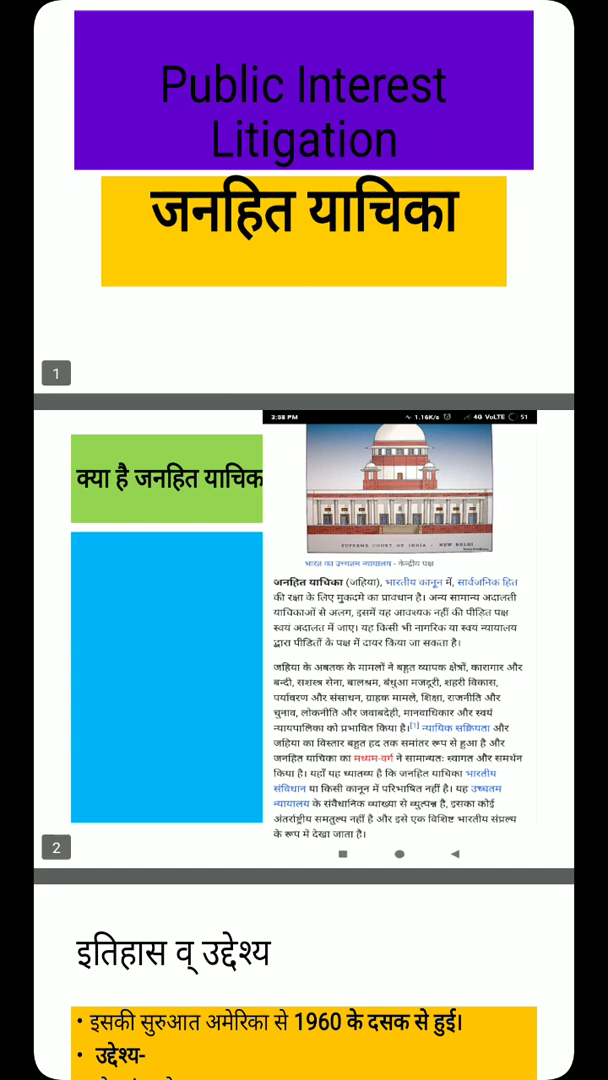 Public Interest
Litigation
जनहित याचिका
1
3:38 PM 1.16K/s 4G VoLTE 51
क्या है जनहित याचिक
SUPREME COURT OF INDIA - NEW DELHI
भारत का उच्चतम न्यायालय - केन्द्रीय पक्ष
जनहित याचिका (जहिया), भारतीय कानून में, सार्वजनिक हित
की रक्षा के लिए मुकदमे का प्रावधान है। अन्य सामान्य अदालती
याचिकाओं से अलग, इसमें यह आवश्यक नहीं की पीड़ित पक्ष
स्वयं अदालत में जाए। यह किसी भी नागरिक या स्वयं न्यायालय
द्वारा पीडितों के पक्ष में दायर किया जा सकता है।
जहिया के अबतक के मामलों ने बहुत व्यापक क्षेत्रों, कारागार और
बन्दी, सशस्त्र सेना, बालश्रम, बंधुआ मजदूरी, शहरी विकास,
पर्यावरण और संसाधन, ग्राहक मामले, शिक्षा, राजनीति और
चुनाव, लोकनीति और जवाबदेही, मानवाधिकार और स्वयं
न्यायपालिका को प्रभावित किया है।[1] न्यायिक सक्रियता और
जहिया का विस्तार बहुत हद तक समांतर रूप से हुआ है और
जनहित याचिका का मध्यम-वर्ग ने सामान्यतः स्वागत और समर्थन
किया है। यहाँ यह ध्यातव्य है कि जनहित याचिका भारतीय
संविधान या किसी कानून में परिभाषित नहीं है। यह उच्चतम
न्यायालय के संवैधानिक व्याख्या से व्युत्पन्न है, इसका कोई
अंतर्राष्ट्रीय समतुल्य नहीं है और इसे एक विशिष्ट भारतीय संप्रल्य
के रूप में देखा जाता है।
2
इतिहास व् उद्देश्य
• इसकी सुरुआत अमेरिका से 1960 के दसक से हुई।
• उद्देश्य-